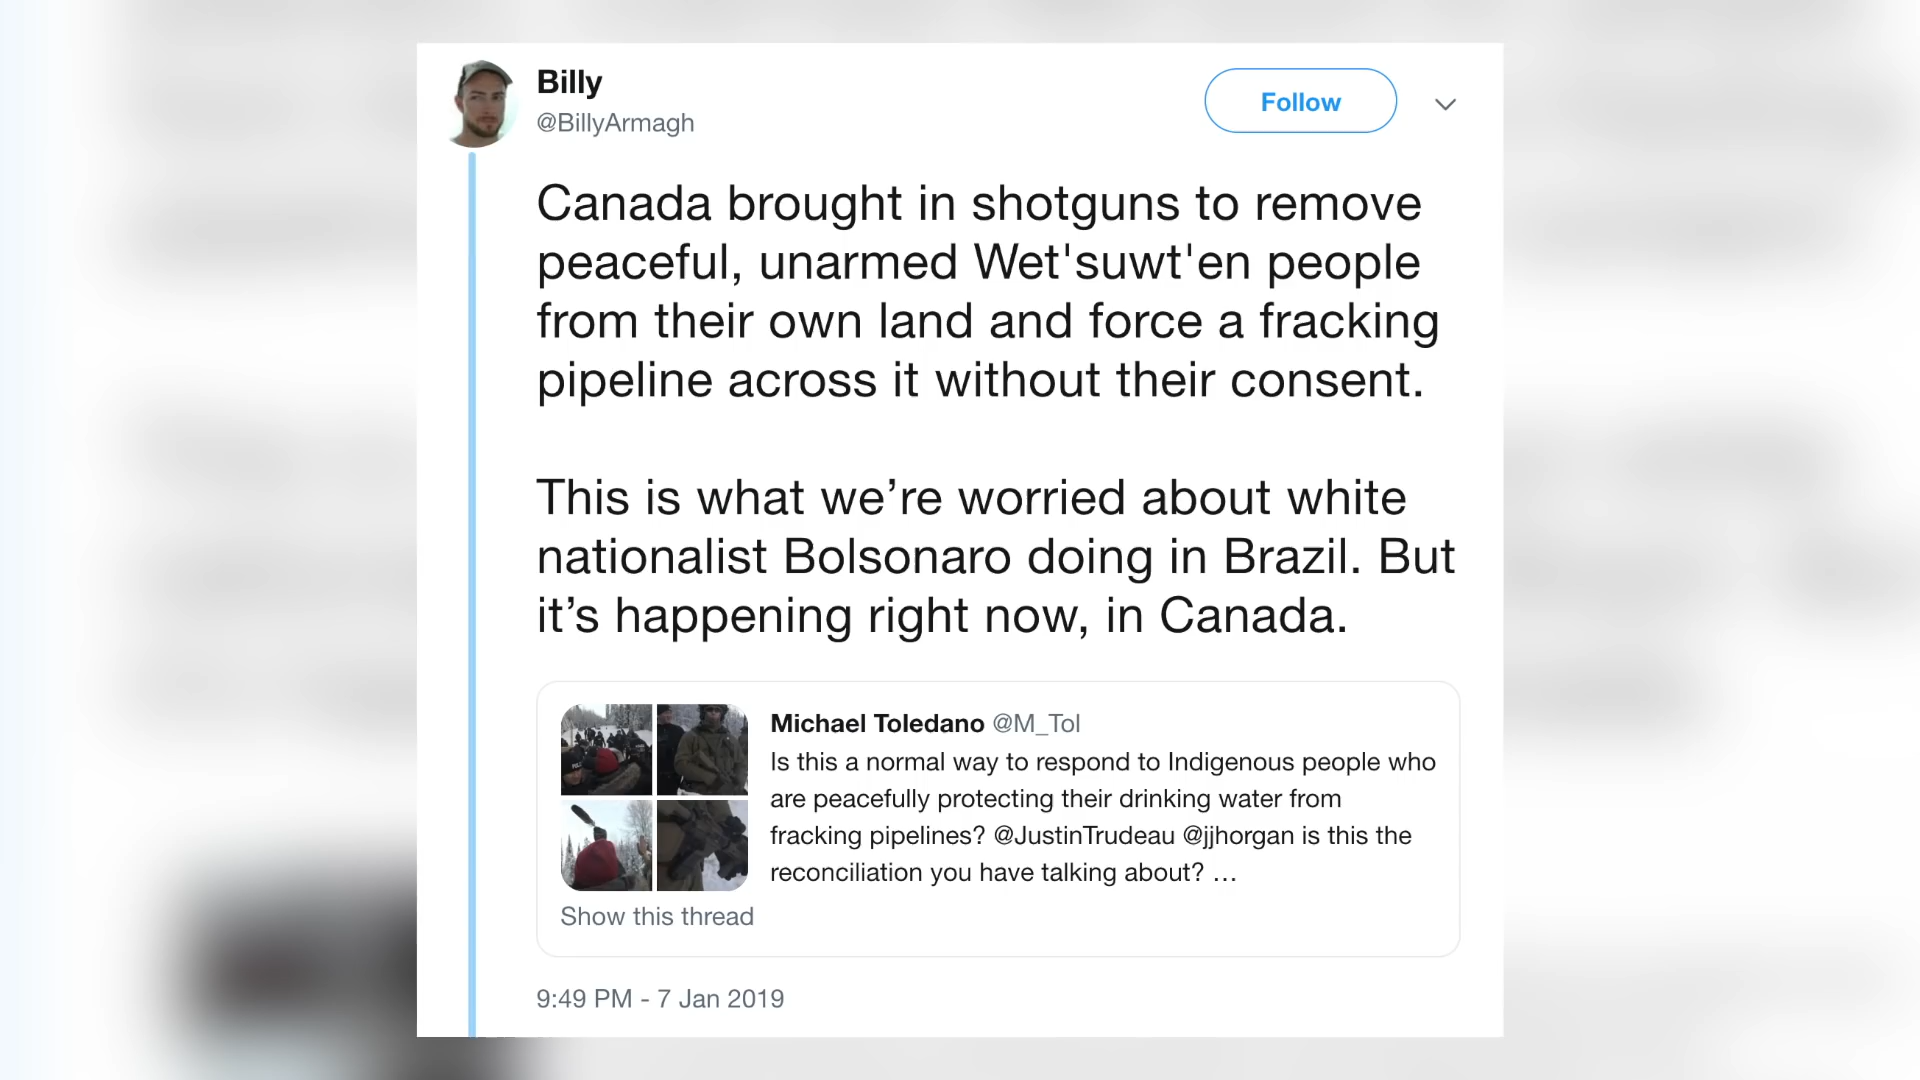 Billy
@BillyArmagh
Follow
Canada brought in shotguns to remove
peaceful, unarmed Wet'suwt'en people
from their own land and force a fracking
pipeline across it without their consent.
This is what we’re worried about white
nationalist Bolsonaro doing in Brazil. But
it’s happening right now, in Canada.
Michael Toledano @M_Tol
Is this a normal way to respond to Indigenous people who
are peacefully protecting their drinking water from
fracking pipelines? @JustinTrudeau @jjhorgan is this the
reconciliation you have talking about? …
Show this thread
9:49 PM - 7 Jan 2019